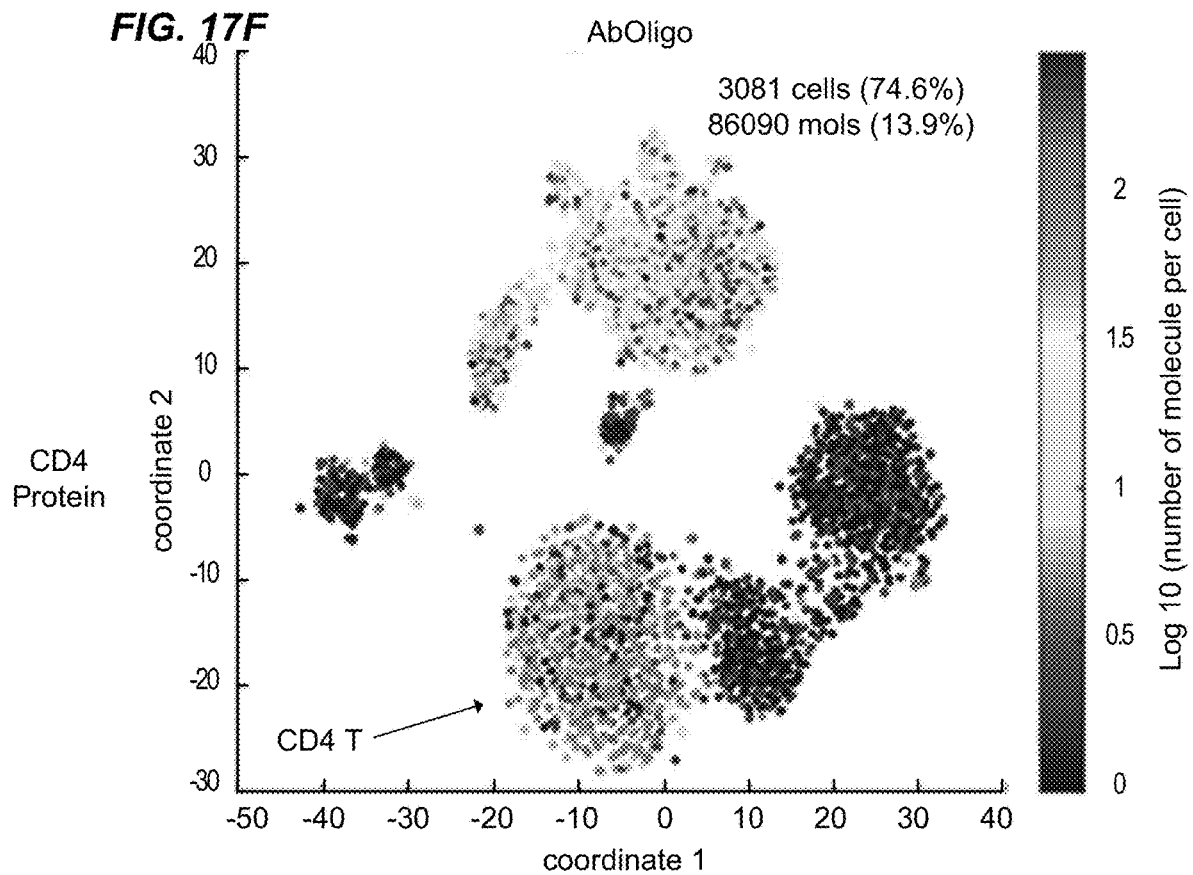 FIG. 17F
AbOligo
3081 cells (74.6%)
86090 mols (13.9%)
40
30
20
10
0
-10
-20
-30
coordinate 2
CD4
Protein
CD4 T
-50
-40
-30
-20
-10
0
10
20
30
40
coordinate 1
2
1.5
1
0.5
0
Log 10 (number of molecule per cell)